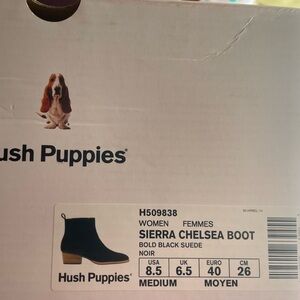 ush Puppies®
H509838
WOMEN FEMMES
SIERRA CHELSEA BOOT
BOLD BLACK SUEDE
NOIR
USA UK EURO CM
8.5 6.5 40 26
MEDIUM MOYEN
Hush Puppies®